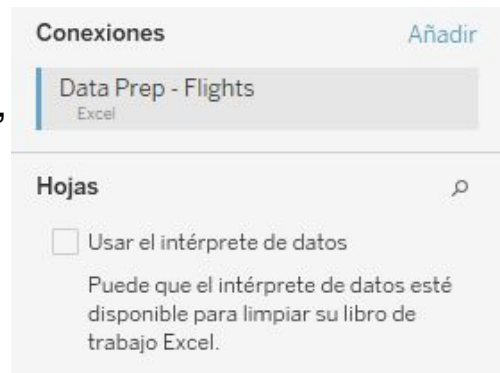 Conexiones Añadir
Data Prep - Flights
Excel
,
Hojas
Usar el intérprete de datos
Puede que el intérprete de datos esté
disponible para limpiar su libro de
trabajo Excel.